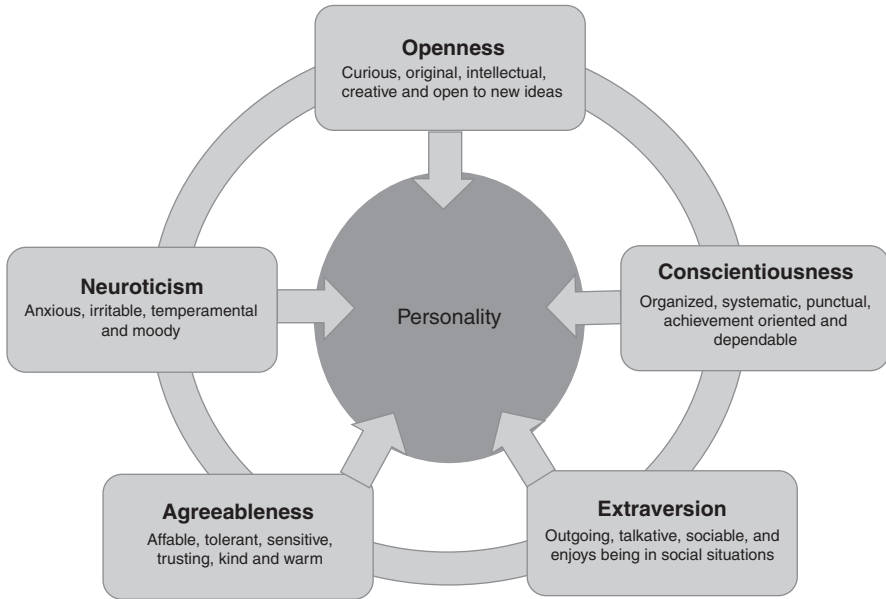 Openness
Curious, original, intellectual,
creative and open to new ideas
Conscientiousness
Organized, systematic, punctual,
achievement oriented and
dependable
Extraversion
Outgoing, talkative, sociable, and
enjoys being in social situations
Agreeableness
Affable, tolerant, sensitive,
trusting, kind and warm
Neuroticism
Anxious, irritable, temperamental
and moody
Personality